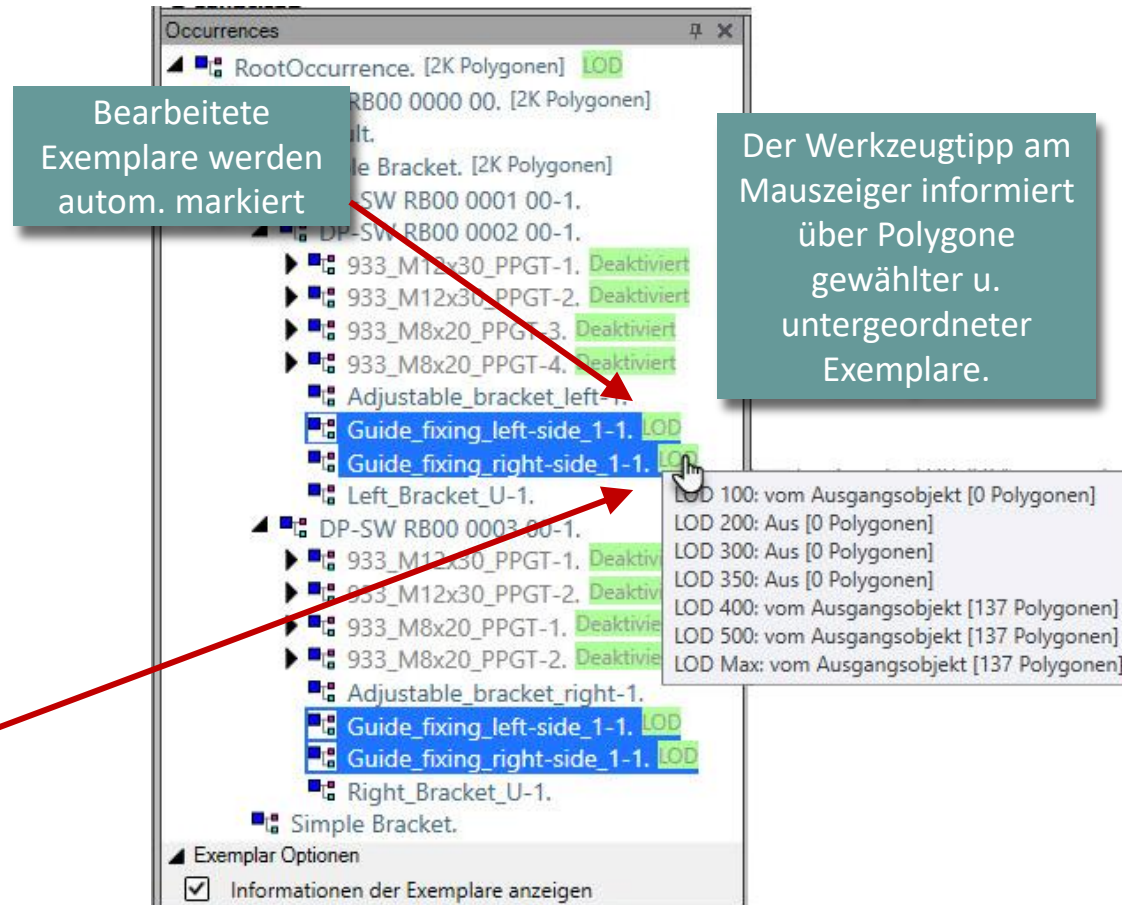 Occurrences
RootOccurrence. [2K Polygonen] LOD
RB00 0000 00. [2K Polygonen]
Bearbeitete
Exemplare werden
autom. markiert
Bracket. [2K Polygonen]
SW RB00 0001 00-1.
DP-SW RB00 0002 00-1.
933_M12x30_PPGT-1. Deaktiviert
933_M12x30_PPGT-2. Deaktiviert
933_M8x20_PPGT-3. Deaktiviert
933_M8x20_PPGT-4. Deaktiviert
Adjustable_bracket_left-1.
Guide_fixing_left-side_1-1. LOD
Guide_fixing_right-side_1-1. LOD
Left_Bracket_U-1.
DP-SW RB00 0003 00-1.
933_M12x30_PPGT-1.
933_M12x30_PPGT-2.
933_M8x20_PPGT-1.
933_M8x20_PPGT-2.
Adjustable_bracket_right-1.
Guide_fixing_left-side_1-1. LOD
Guide_fixing_right-side_1-1. LOD
Right_Bracket_U-1.
Simple Bracket.
Exemplar Optionen
Informationen der Exemplare anzeigen
Der Werkzeugtipp am
Mauszeiger informiert
über Polygone
gewählter u.
untergeordneter
Exemplare.
LOD 100: vom Ausgangsobjekt [0 Polygonen]
LOD 200: Aus [0 Polygonen]
LOD 300: Aus [0 Polygonen]
LOD 350: Aus [0 Polygonen]
LOD 400: vom Ausgangsobjekt [137 Polygonen]
LOD 500: vom Ausgangsobjekt [137 Polygonen]
LOD Max: vom Ausgangsobjekt [137 Polygonen]